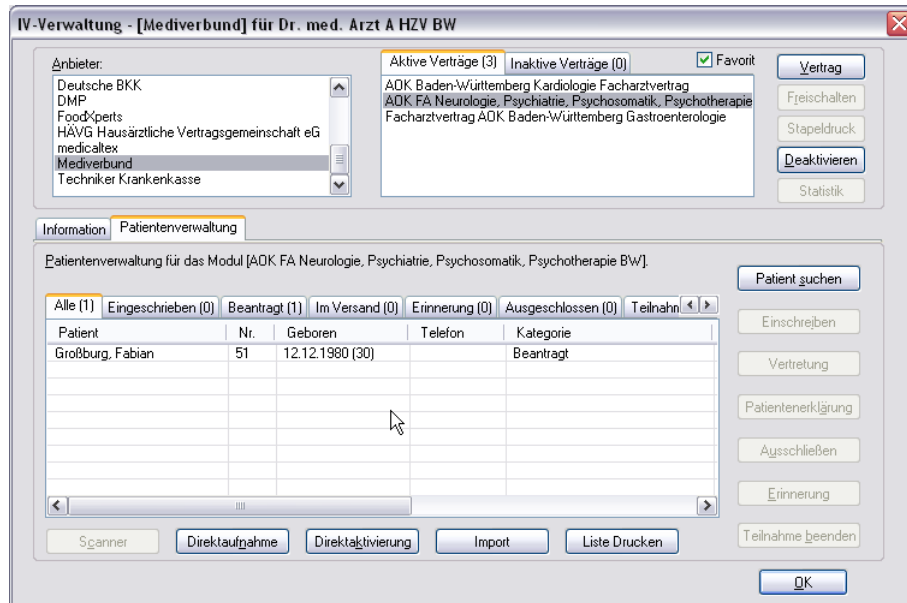 IV-Verwaltung - [Mediverbund] für Dr. med. Arzt A HZV BW
Anbieter:
Deutsche BKK
DMP
FoodXperts
HÄVG Hausärztliche Vertragsgemeinschaft eG
medicaltex
Mediverbund
Techniker Krankenkasse
Aktive Verträge (3) Inaktive Verträge (0) Favorit
AOK Baden-Württemberg Kardiologie Facharztvertrag
AOK FA Neurologie, Psychiatrie, Psychosomatik, Psychotherapie
Facharztvertrag AOK Baden-Württemberg Gastroenterologie
Vertrag
Freischalten
Stapeldruck
Deaktivieren
Statistik
Information Patientenverwaltung
Patientenverwaltung für das Modul [AOK FA Neurologie, Psychiatrie, Psychosomatik, Psychotherapie BW].
Alle (1) Eingeschrieben (0) Beantragt (1) Im Versand (0) Erinnerung (0) Ausgeschlossen (0) Teilnahm
Patient Nr. Geboren Telefon Kategorie
Großburg, Fabian 51 12.12.1980 (30) Beantragt
Patient suchen
Einschreiben
Vertretung
Patientenerklärung
Ausschließen
Erinnerung
Teilnahme beenden
Scanner Direktaufnahme Direktaktivierung Import Liste Drucken
OK